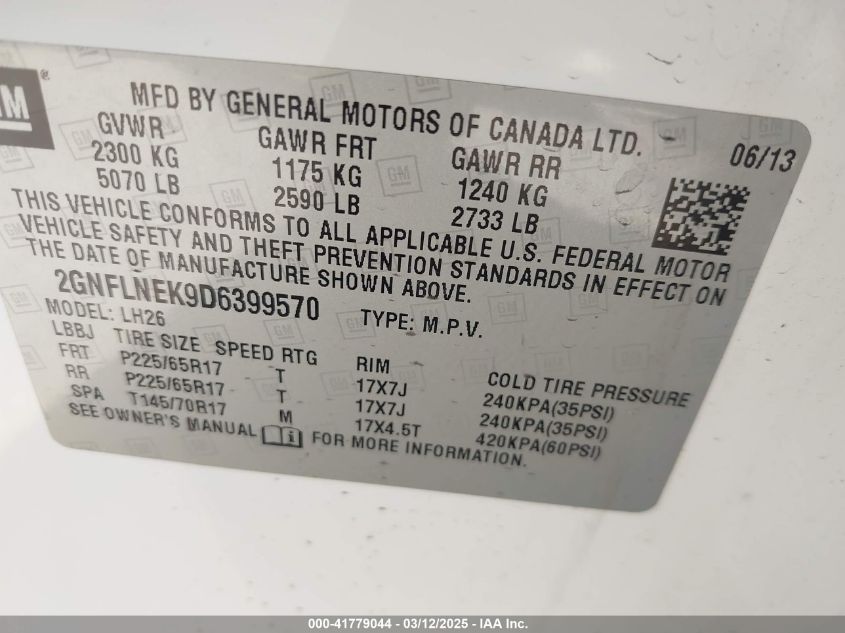 GM®
MFD BY GENERAL MOTORS OF CANADA LTD.
GVWR GAWR FRT GAWR RR 06/13
2300 KG 1175 KG 1240 KG
5070 LB 2590 LB 2733 LB
THIS VEHICLE CONFORMS TO ALL APPLICABLE U.S. FEDERAL MOTOR
VEHICLE SAFETY AND THEFT PREVENTION STANDARDS IN EFFECT ON
THE DATE OF MANUFACTURE SHOWN ABOVE.
2GNFLNEK9D6399570 TYPE: M.P.V.
MODEL: LH26
LBBJ TIRE SIZE SPEED RTG RIM COLD TIRE PRESSURE
FRT P225/65R17 T 17X7J 240KPA(35PSI)
RR P225/65R17 T 17X7J 240KPA(35PSI)
SPA T145/70R17 M 17X4.5T 420KPA(60PSI)
SEE OWNER'S MANUAL FOR MORE INFORMATION.
000-41779044 / 03/12/2025 - IAA Inc.